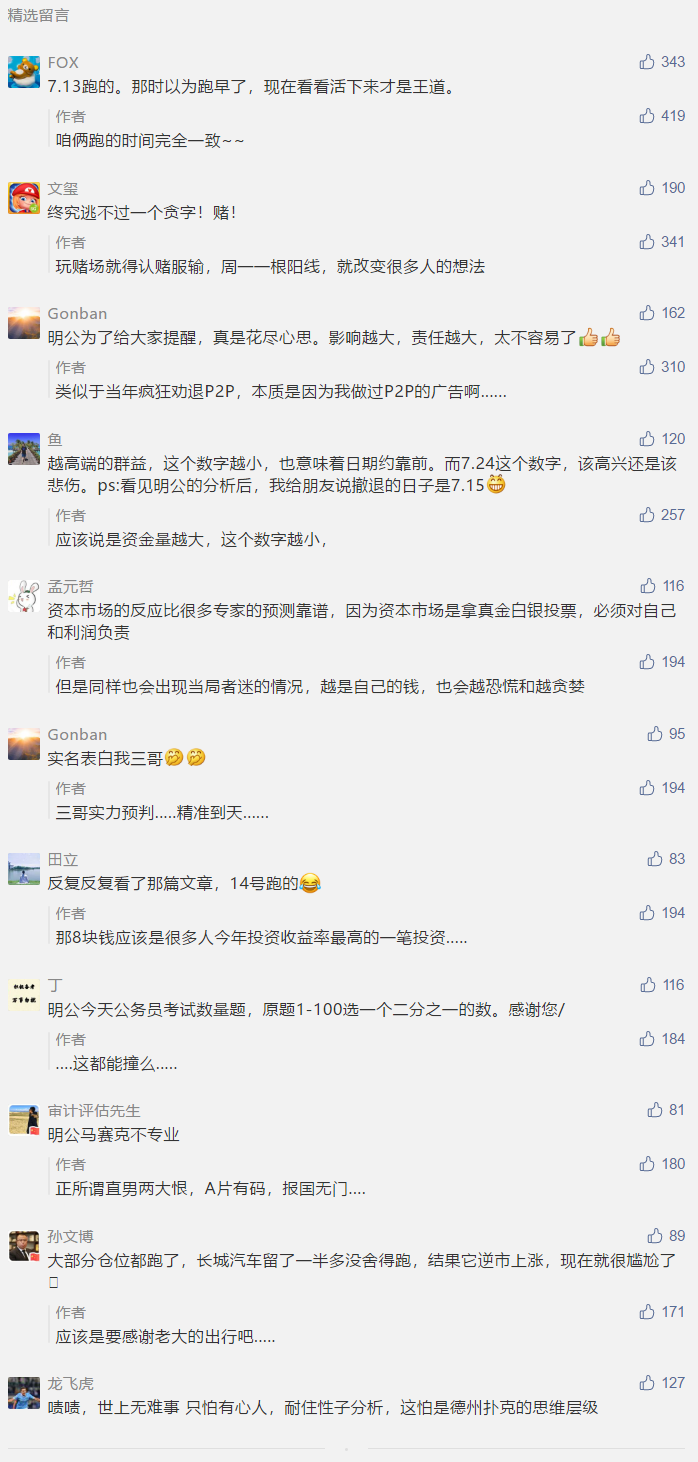 精选留言
FOX
343
7.13跑的。那时以为跑早了，现在看看活下来才是王道。
作者
419
咱俩跑的时间完全一致~~
文玺
190
终究逃不过一个贪字！赌！
作者
341
玩赌场就得认赌服输，周一一根阳线，就改变很多人的想法
Gonban
162
明公为了给大家提醒，真是花尽心思。影响越大，责任越大，太不容易了👍👍
作者
310
类似于当年疯狂劝退P2P，本质是因为我做过P2P的广告啊......
鱼
120
越高端的群益，这个数字越小，也意味着日期约靠前。而7.24这个数字，该高兴还是该
悲伤。ps:看见明公的分析后，我给朋友说撤退的日子是7.15😁
作者
257
应该说是资金量越大，这个数字越小，
孟元哲
116
资本市场的反应比很多专家的预测靠谱，因为资本市场是拿真金白银投票，必须对自己
和利润负责
作者
194
但是同样也会出现当局者迷的情况，越是自己的钱，也会越恐慌和越贪婪
Gonban
95
实名表白我三哥🤭🤭
作者
194
三哥实力预判.....精准到天......
田立
83
反复反复看了那篇文章，14号跑的😂
作者
194
那8块钱应该是很多人今年投资收益率最高的一笔投资.....
丁
116
明公今天公务员考试数量题，原题1-100选一个二分之一的数。感谢您/
作者
184
....这都能撞么.....
审计评估先生
81
明公马赛克不专业
作者
180
正所谓直男两大恨，A片有码，报国无门....
孙文博
89
大部分仓位都跑了，长城汽车留了一半多没舍得跑，结果它逆市上涨，现在就很尴尬了
作者
171
应该是要感谢老大的出行吧.....
龙飞虎
127
啧啧，世上无难事 只怕有心人，耐住性子分析，这怕是德州扑克的思维层级